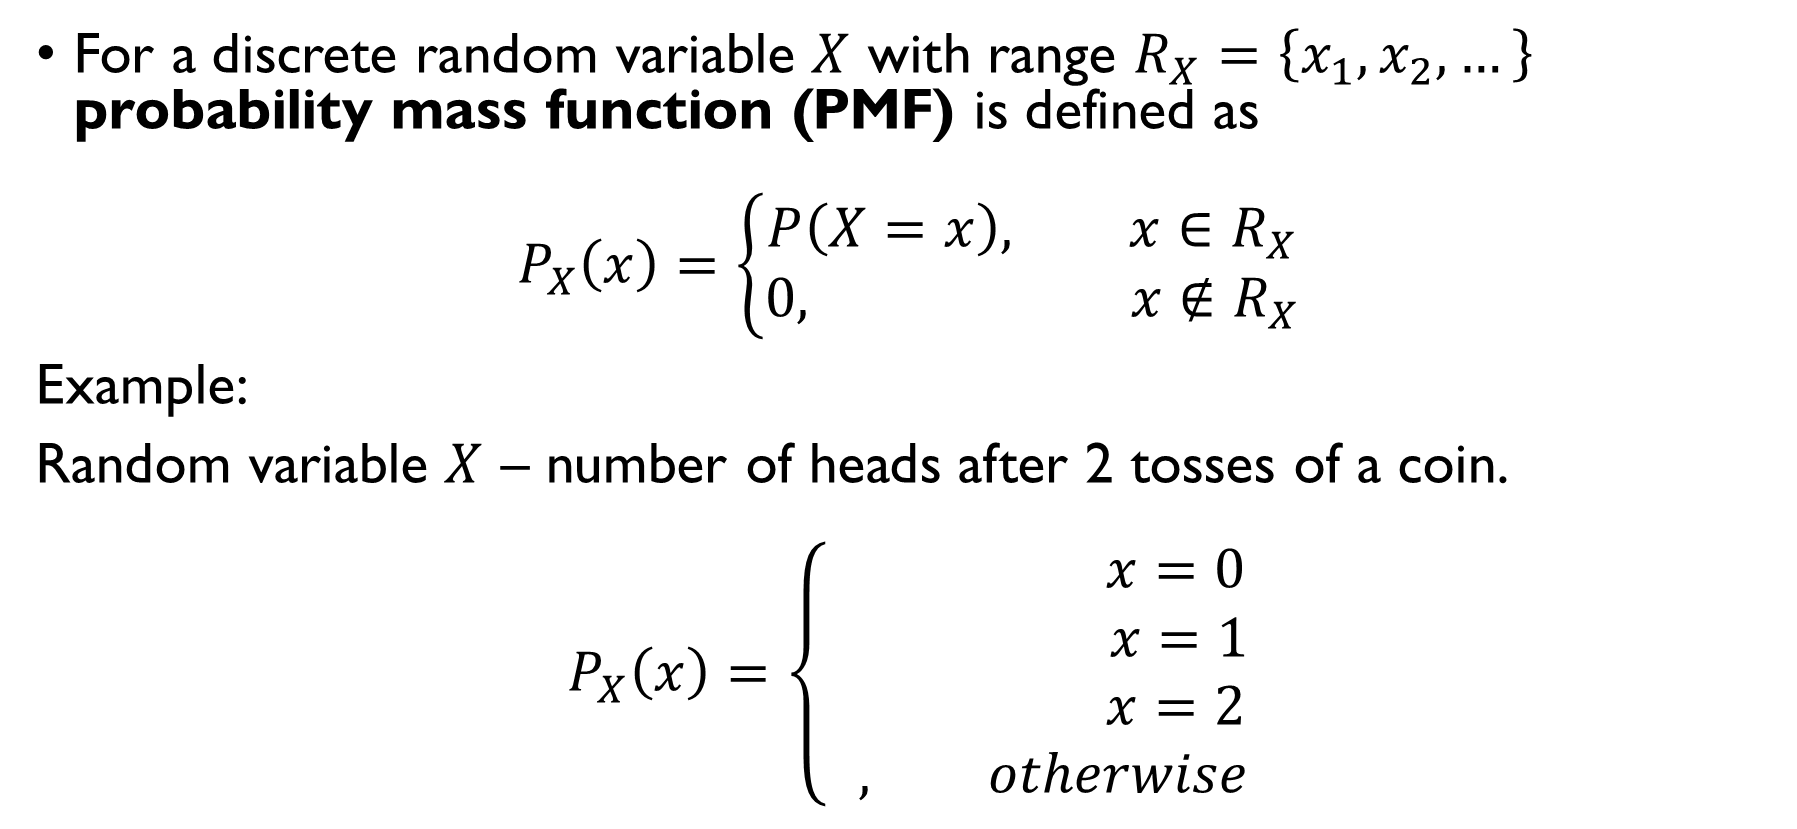 • For a discrete random variable X with range R_X = {x_1, x_2, … }
probability mass function (PMF) is defined as
P_X(x) = { P(X = x), x ∈ R_X
0, x ∉ R_X
Example:
Random variable X – number of heads after 2 tosses of a coin.
P_X(x) = { x = 0
x = 1
x = 2
, otherwise